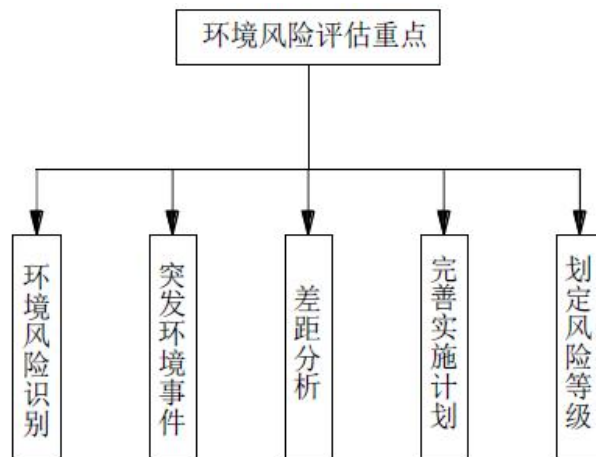 环境风险评估重点
环境风险识别
突发环境事件
差距分析
完善实施计划
划定风险等级